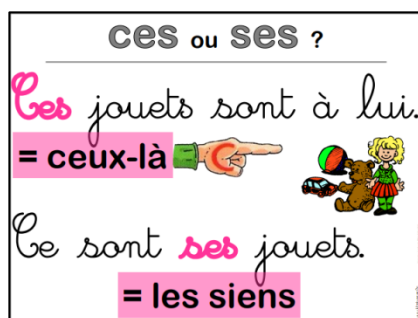 ces ou ses ?
Ces jouets sont à lui.
= ceux-là
C
Ce sont ses jouets.
= les siens